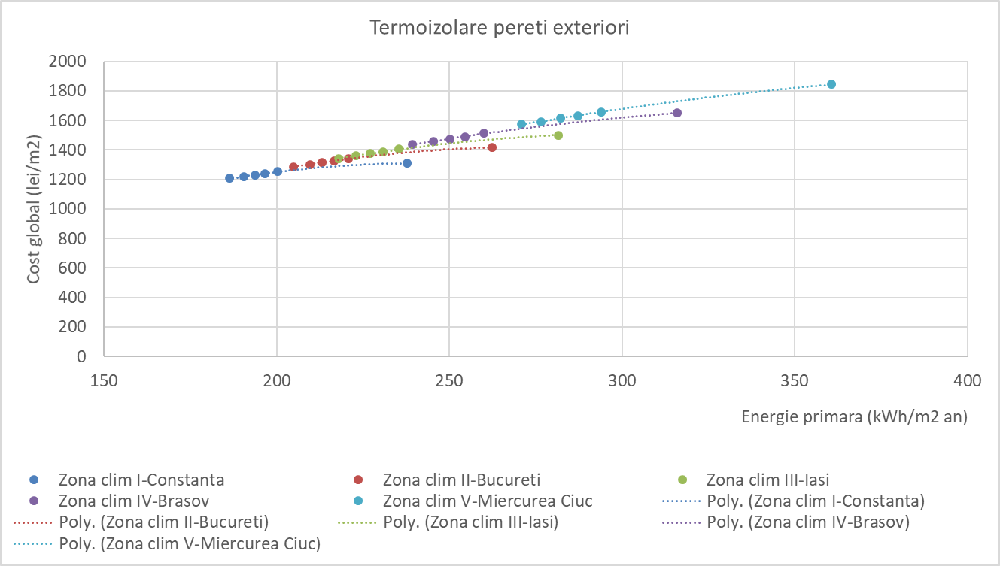 Termoizolare pereti exteriori
Cost global (lei/m2)
2000
1800
1600
1400
1200
1000
800
600
400
200
0
150 200 250 300 350 400
Energie primara (kWh/m2 an)
Zona clim I-Constanta Zona clim II-Bucureti Zona clim III-Iasi
Zona clim IV-Brasov Zona clim V-Miercurea Ciuc Poly. (Zona clim I-Constanta)
Poly. (Zona clim II-Bucureti) Poly. (Zona clim III-Iasi) Poly. (Zona clim IV-Brasov)
Poly. (Zona clim V-Miercurea Ciuc)